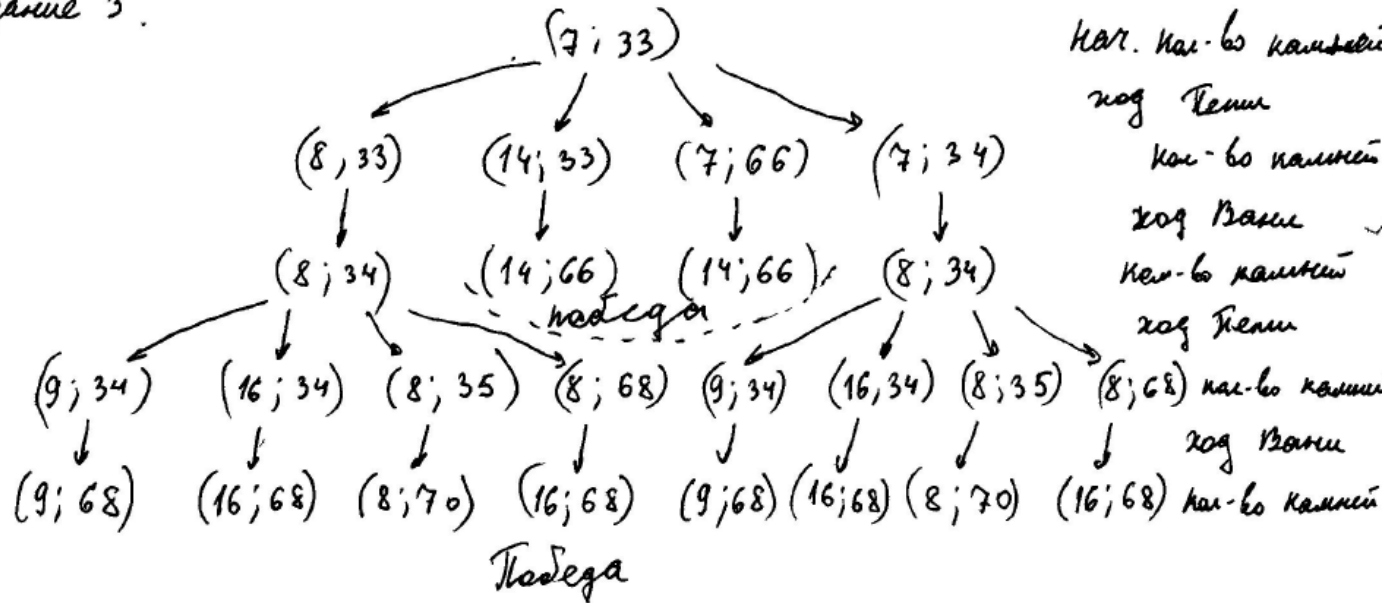 ание 3.
(7; 33) нач. кол-во камней
ход Пети
(8, 33) (14; 33) (7; 66) (7; 34) кол-во камней
ход Вани
(8; 34) (14; 66) (14; 66) (8; 34) кол-во камней
победа
ход Пети
(9; 34) (16; 34) (8; 35) (8; 68) (9; 34) (16, 34) (8; 35) (8; 68) кол-во камней
ход Вани
(9; 68) (16; 68) (8; 70) (16; 68) (9; 68) (16; 68) (8; 70) (16; 68) кол-во камней
Победа